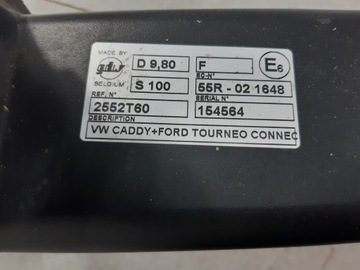 MADE BY
gdw
BELGIUM
D 9,80
F
E6
EC-N°
S 100
55R - 02 1648
REF. N°
SERIAL N°
2552T60
154564
DESCRIPTION
VW CADDY+FORD TOURNEO CONNEC